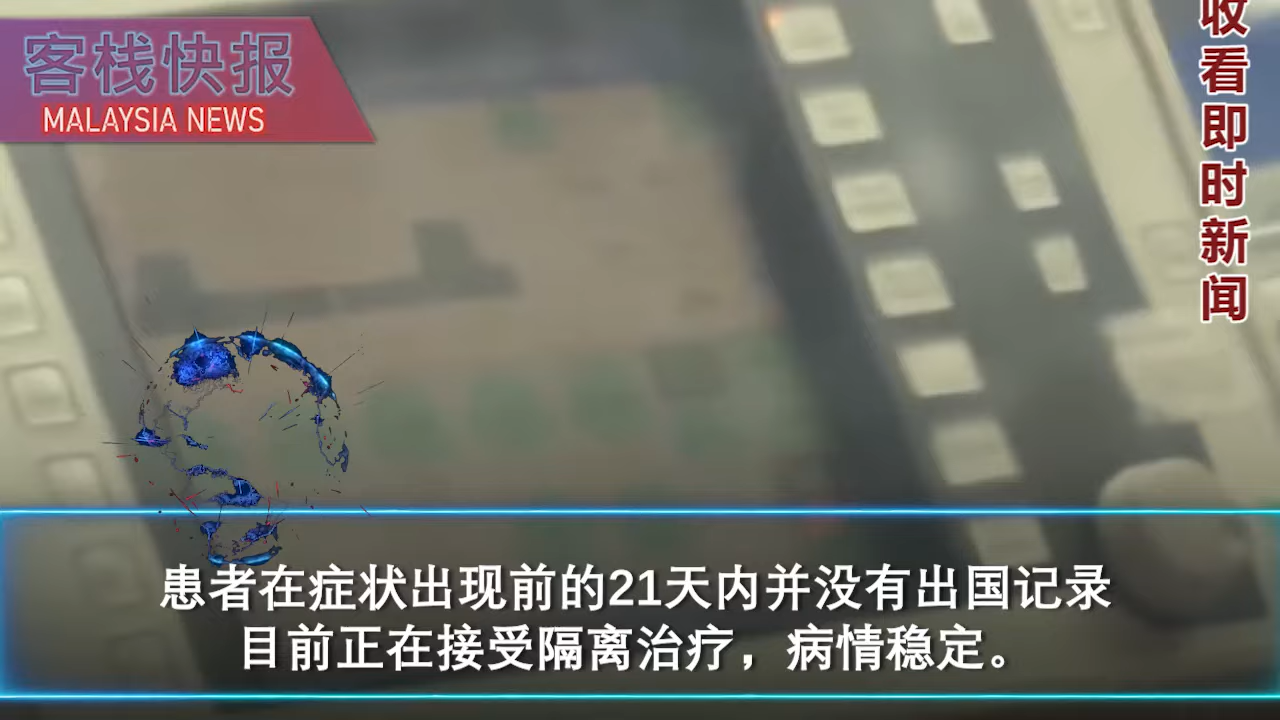 客栈快报
MALAYSIA NEWS
收看即时新闻
患者在症状出现前的21天内并没有出国记录
目前正在接受隔离治疗，病情稳定。